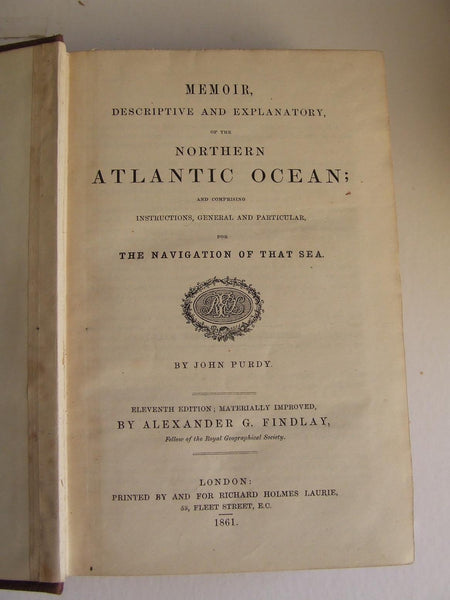 MEMOIR,
DESCRIPTIVE AND EXPLANATORY,
OF THE
NORTHERN
ATLANTIC OCEAN;
AND COMPRISING
INSTRUCTIONS, GENERAL AND PARTICULAR,
FOR
THE NAVIGATION OF THAT SEA.
BY JOHN PURDY.
ELEVENTH EDITION; MATERIALLY IMPROVED,
BY ALEXANDER G. FINDLAY,
Fellow of the Royal Geographical Society.
LONDON:
PRINTED BY AND FOR RICHARD HOLMES LAURIE,
53, FLEET STREET, E.C.
1861.